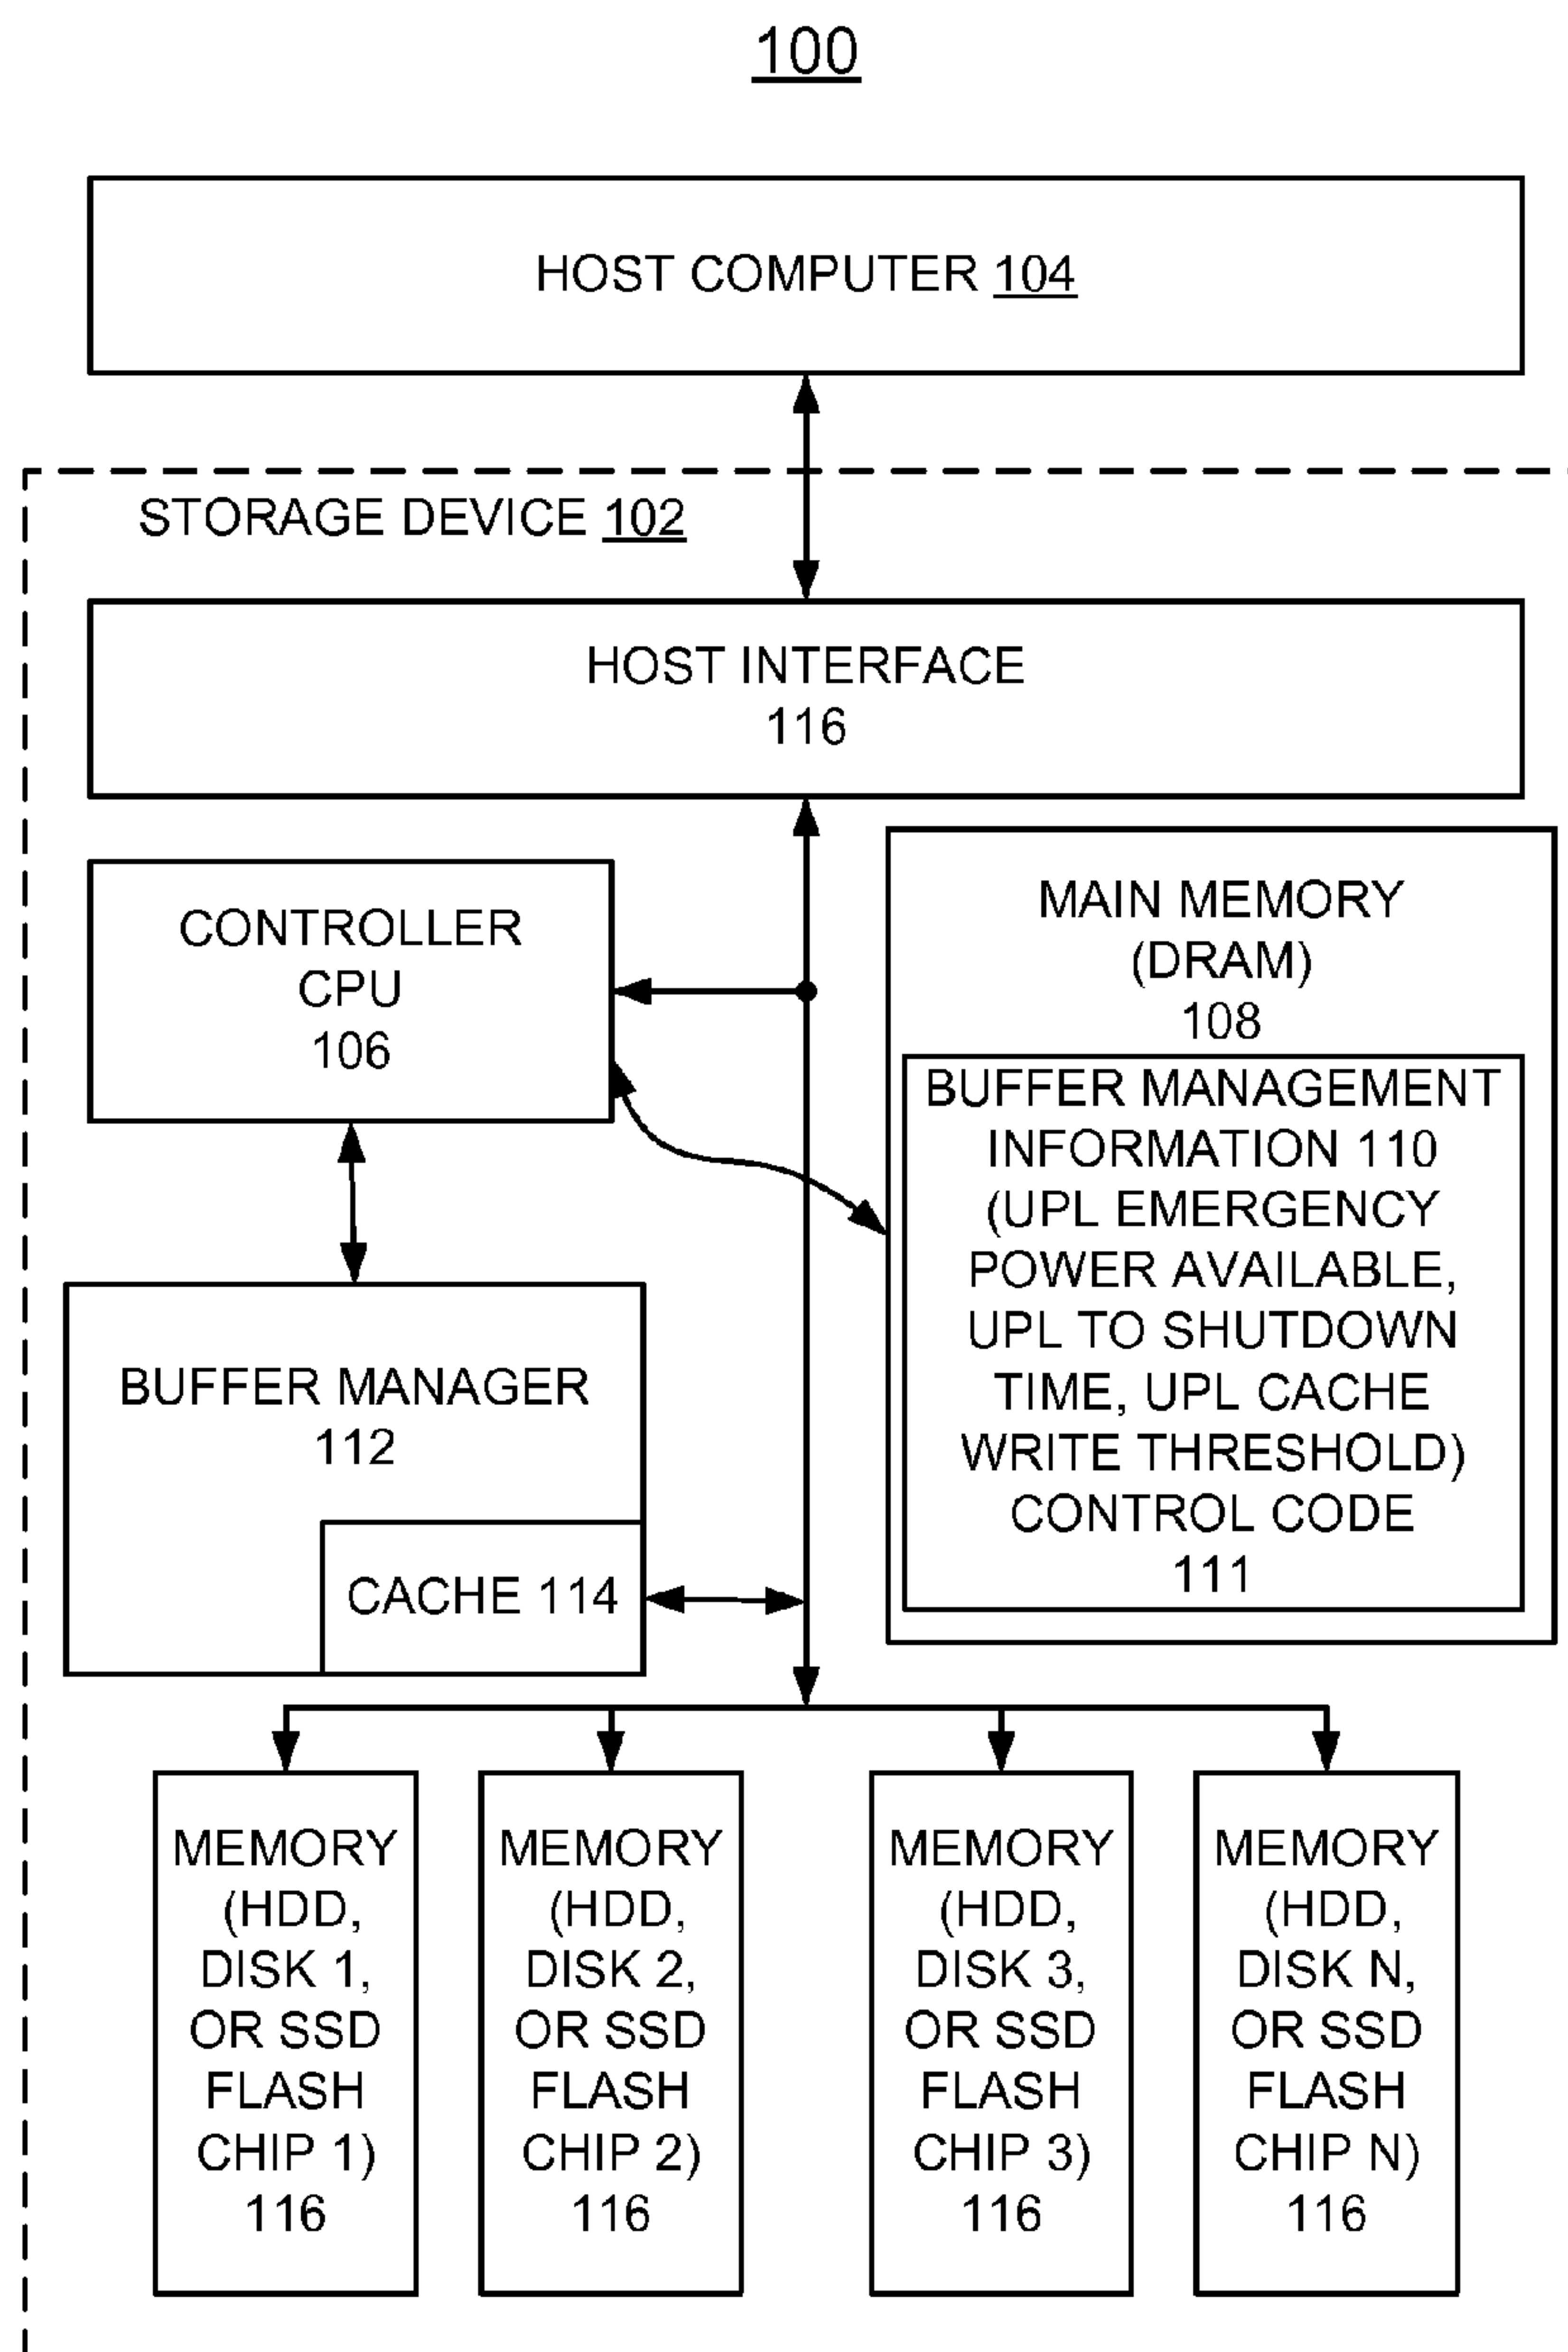 100
HOST COMPUTER 104
STORAGE DEVICE 102
HOST INTERFACE
116
CONTROLLER
CPU
106
MAIN MEMORY
(DRAM)
108
BUFFER MANAGEMENT
INFORMATION 110
(UPL EMERGENCY
POWER AVAILABLE,
UPL TO SHUTDOWN
TIME, UPL CACHE
WRITE THRESHOLD)
CONTROL CODE
111
BUFFER MANAGER
112
CACHE 114
MEMORY
(HDD,
DISK 1,
OR SSD
FLASH
CHIP 1)
116
MEMORY
(HDD,
DISK 2,
OR SSD
FLASH
CHIP 2)
116
MEMORY
(HDD,
DISK 3,
OR SSD
FLASH
CHIP 3)
116
MEMORY
(HDD,
DISK N,
OR SSD
FLASH
CHIP N)
116